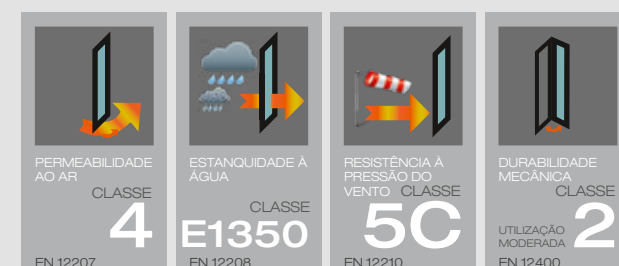 PERMEABILIDADE
AO AR
CLASSE
4
EN 12207
ESTANQUIDADE À
ÁGUA
CLASSE
E1350
EN 12208
RESISTÊNCIA À
PRESSÃO DO
VENTO CLASSE
5C
EN 12210
DURABILIDADE
MECÂNICA
CLASSE
UTILIZAÇÃO
MODERADA 2
EN 12400